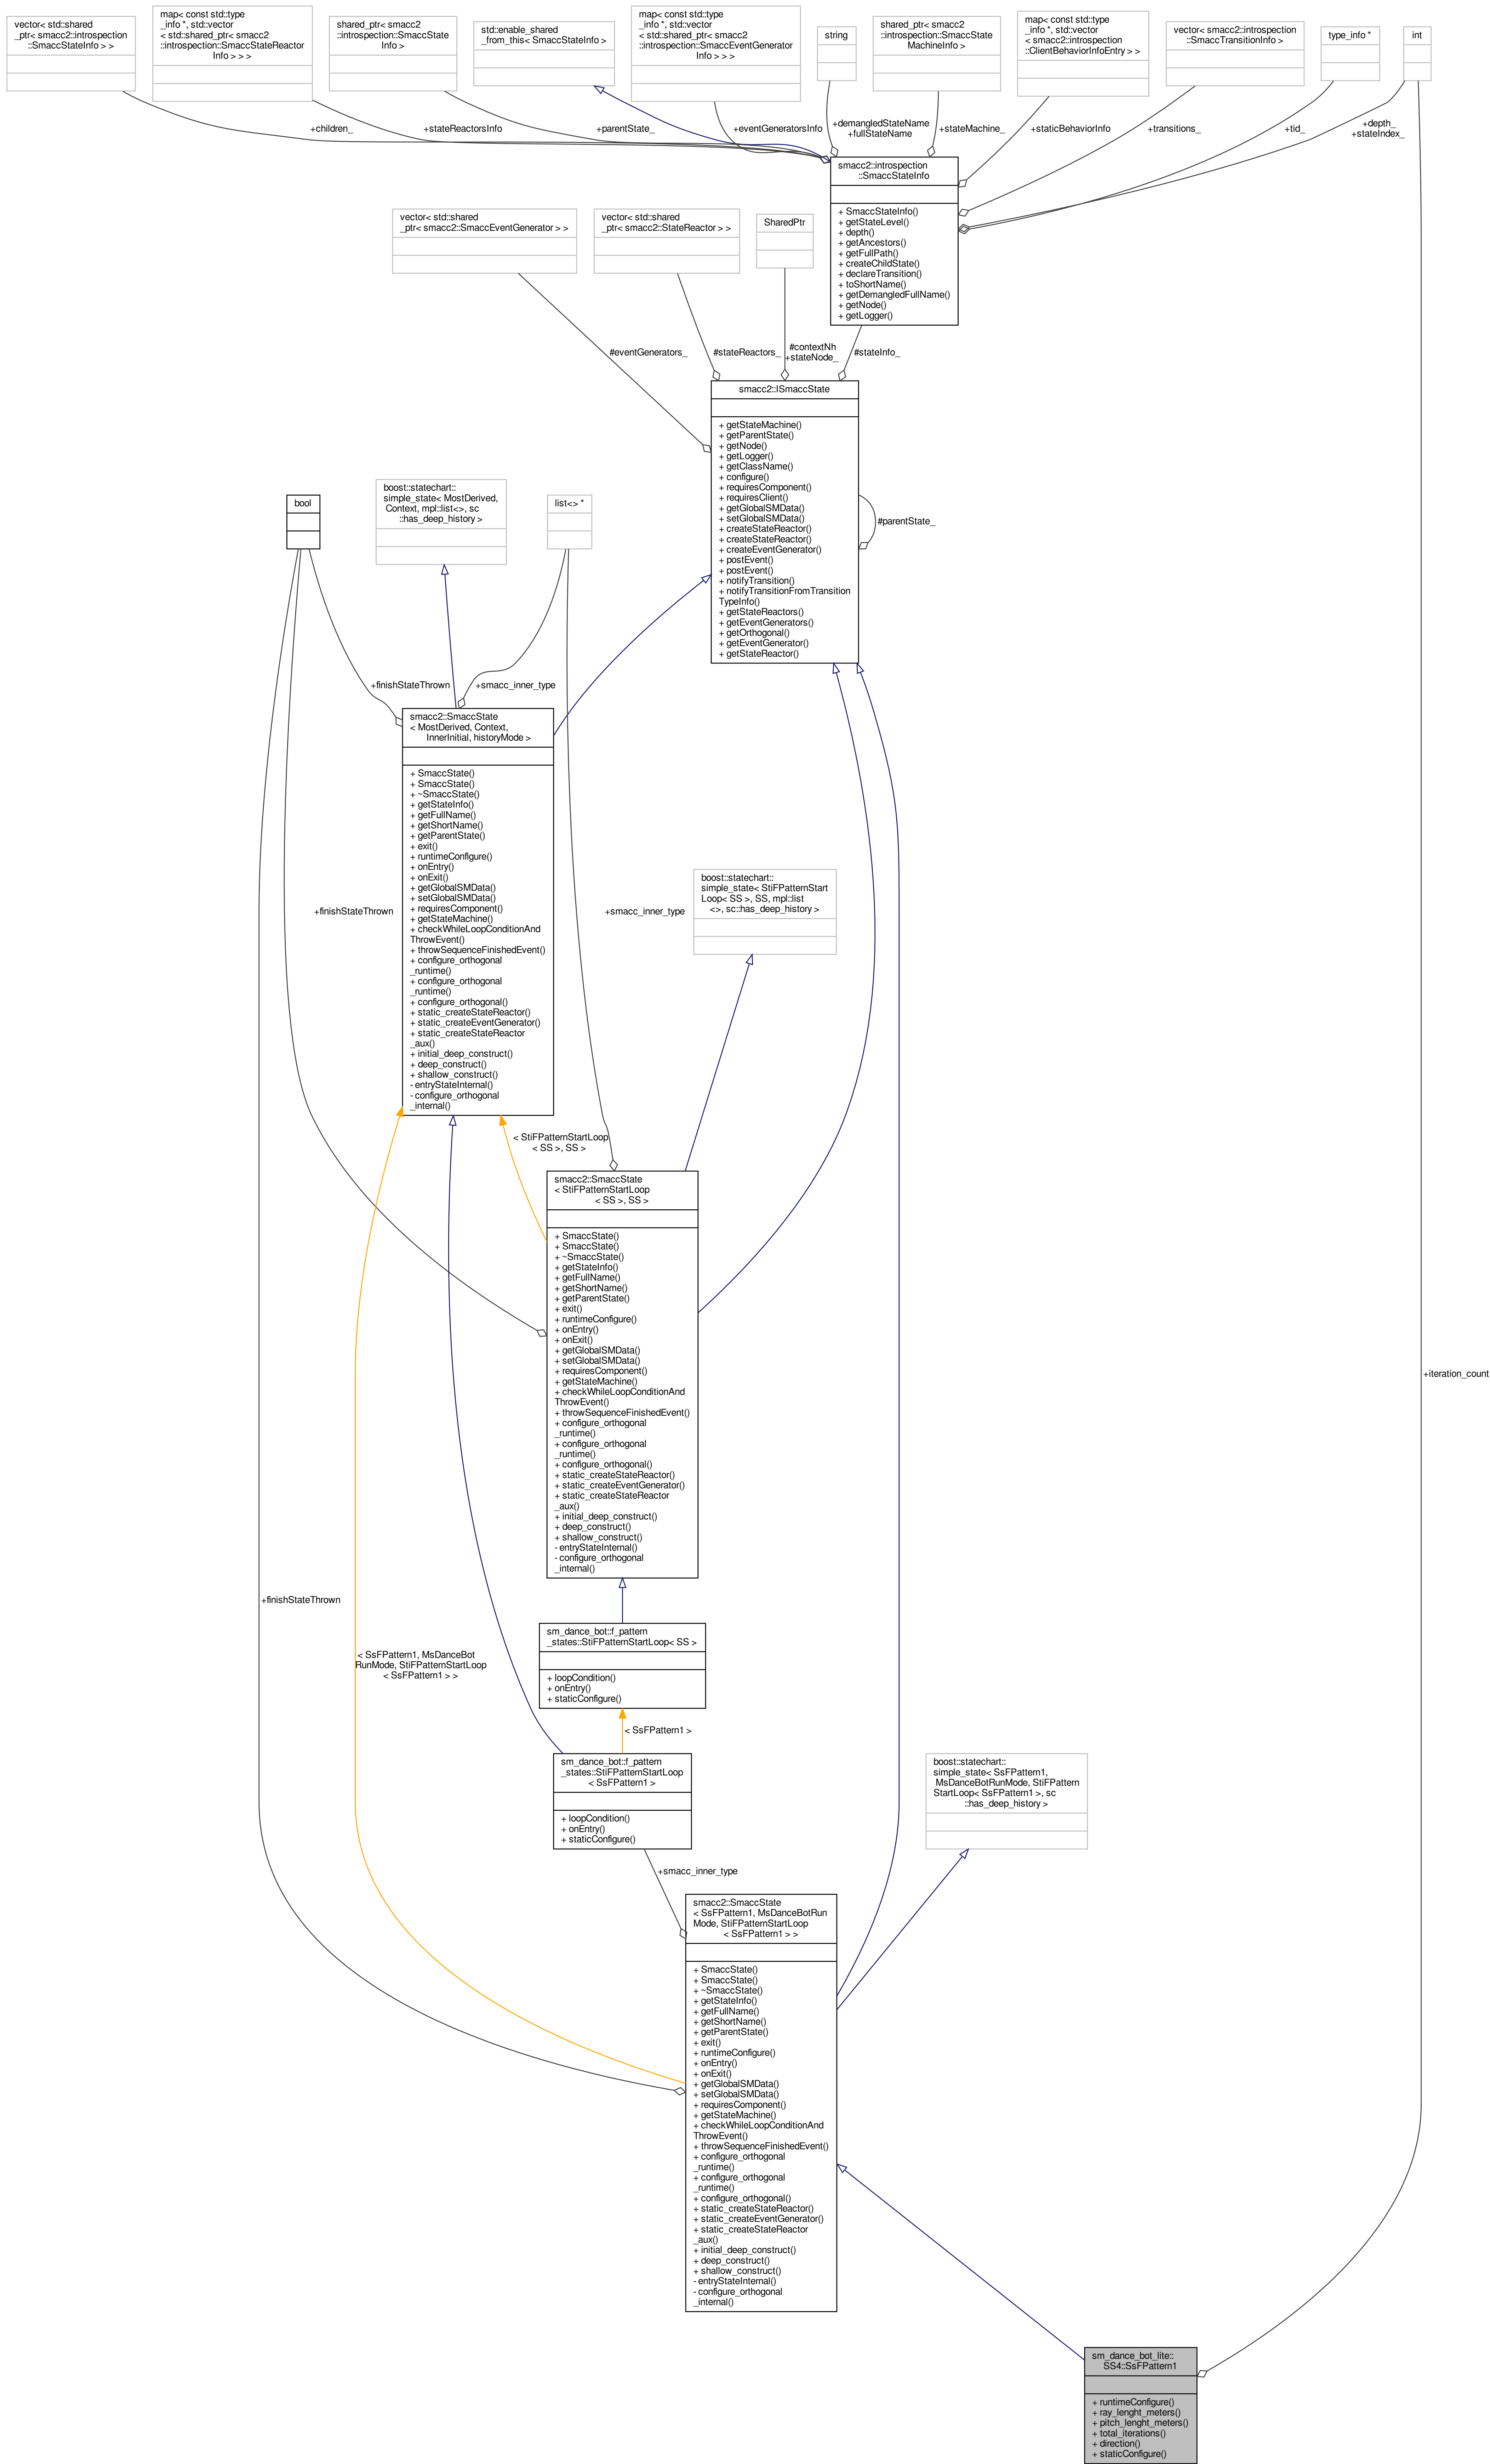 vector< std::shared
_ptr< smacc2::introspection
::SmaccStateInfo > >
map< const std::type
_info *, std::vector
< std::shared_ptr< smacc2
::introspection::SmaccStateReactor
Info > > >
shared_ptr< smacc2
::introspection::SmaccState
Info >
std::enable_shared
_from_this< SmaccStateInfo >
map< const std::type
_info *, std::vector
< std::shared_ptr< smacc2
::introspection::SmaccEventGenerator
Info > > >
string
shared_ptr< smacc2
::introspection::SmaccState
MachineInfo >
map< const std::type
_info *, std::vector
< smacc2::introspection
::ClientBehaviorInfoEntry > >
vector< smacc2::introspection
::SmaccTransitionInfo >
type_info *
int
+children_
+stateReactorsInfo
+parentState_
+eventGeneratorsInfo
+demangledStateName
+fullStateName
+stateMachine_
+staticBehaviorInfo
+transitions_
+tid_
+depth_
+stateIndex_
smacc2::introspection
::SmaccStateInfo
+ SmaccStateInfo()
+ getStateLevel()
+ depth()
+ getAncestors()
+ getFullPath()
+ createChildState()
+ declareTransition()
+ toShortName()
+ getDemangledFullName()
+ getNode()
+ getLogger()
vector< std::shared
_ptr< smacc2::SmaccEventGenerator > >
vector< std::shared
_ptr< smacc2::StateReactor > >
SharedPtr
#eventGenerators_
#stateReactors_
#contextNh
+stateNode_
#stateInfo_
smacc2::ISmaccState
+ getStateMachine()
+ getParentState()
+ getNode()
+ getLogger()
+ getClassName()
+ configure()
+ requiresComponent()
+ requiresClient()
+ getGlobalSMData()
+ setGlobalSMData()
+ createStateReactor()
+ createStateReactor()
+ createEventGenerator()
+ postEvent()
+ postEvent()
+ notifyTransition()
+ notifyTransitionFromTransition
TypeInfo()
+ getStateReactors()
+ getEventGenerators()
+ getOrthogonal()
+ getEventGenerator()
+ getStateReactor()
#parentState_
bool
boost::statechart::
simple_state< MostDerived,
Context, mpl::list<>, sc
::has_deep_history >
list<> *
+finishStateThrown
+smacc_inner_type
smacc2::SmaccState
< MostDerived, Context,
InnerInitial, historyMode >
+ SmaccState()
+ SmaccState()
+ ~SmaccState()
+ getStateInfo()
+ getFullName()
+ getShortName()
+ getParentState()
+ exit()
+ runtimeConfigure()
+ onEntry()
+ onExit()
+ getGlobalSMData()
+ setGlobalSMData()
+ requiresComponent()
+ getStateMachine()
+ checkWhileLoopConditionAnd
ThrowEvent()
+ throwSequenceFinishedEvent()
+ configure_orthogonal
_runtime()
+ configure_orthogonal
_runtime()
+ configure_orthogonal()
+ static_createStateReactor()
+ static_createEventGenerator()
+ static_createStateReactor
_aux()
+ initial_deep_construct()
+ deep_construct()
+ shallow_construct()
- entryStateInternal()
- configure_orthogonal
_internal()
+finishStateThrown
+smacc_inner_type
boost::statechart::
simple_state< StiFPatternStart
Loop< SS >, SS, mpl::list
<>, sc::has_deep_history >
< StiFPatternStartLoop
< SS >, SS >
smacc2::SmaccState
< StiFPatternStartLoop
< SS >, SS >
+ SmaccState()
+ SmaccState()
+ ~SmaccState()
+ getStateInfo()
+ getFullName()
+ getShortName()
+ getParentState()
+ exit()
+ runtimeConfigure()
+ onEntry()
+ onExit()
+ getGlobalSMData()
+ setGlobalSMData()
+ requiresComponent()
+ getStateMachine()
+ checkWhileLoopConditionAnd
ThrowEvent()
+ throwSequenceFinishedEvent()
+ configure_orthogonal
_runtime()
+ configure_orthogonal
_runtime()
+ configure_orthogonal()
+ static_createStateReactor()
+ static_createEventGenerator()
+ static_createStateReactor
_aux()
+ initial_deep_construct()
+ deep_construct()
+ shallow_construct()
- entryStateInternal()
- configure_orthogonal
_internal()
+iteration_count
+finishStateThrown
< SsFPattern1, MsDanceBot
RunMode, StiFPatternStartLoop
< SsFPattern1 > >
sm_dance_bot::f_pattern
_states::StiFPatternStartLoop< SS >
+ loopCondition()
+ onEntry()
+ staticConfigure()
< SsFPattern1 >
sm_dance_bot::f_pattern
_states::StiFPatternStartLoop
< SsFPattern1 >
+ loopCondition()
+ onEntry()
+ staticConfigure()
boost::statechart::
simple_state< SsFPattern1,
MsDanceBotRunMode, StiFPattern
StartLoop< SsFPattern1 >, sc
::has_deep_history >
+smacc_inner_type
smacc2::SmaccState
< SsFPattern1, MsDanceBotRun
Mode, StiFPatternStartLoop
< SsFPattern1 > >
+ SmaccState()
+ SmaccState()
+ ~SmaccState()
+ getStateInfo()
+ getFullName()
+ getShortName()
+ getParentState()
+ exit()
+ runtimeConfigure()
+ onEntry()
+ onExit()
+ getGlobalSMData()
+ setGlobalSMData()
+ requiresComponent()
+ getStateMachine()
+ checkWhileLoopConditionAnd
ThrowEvent()
+ throwSequenceFinishedEvent()
+ configure_orthogonal
_runtime()
+ configure_orthogonal
_runtime()
+ configure_orthogonal()
+ static_createStateReactor()
+ static_createEventGenerator()
+ static_createStateReactor
_aux()
+ initial_deep_construct()
+ deep_construct()
+ shallow_construct()
- entryStateInternal()
- configure_orthogonal
_internal()
sm_dance_bot_lite::
SS4::SsFPattern1
+ runtimeConfigure()
+ ray_lenght_meters()
+ pitch_lenght_meters()
+ total_iterations()
+ direction()
+ staticConfigure()